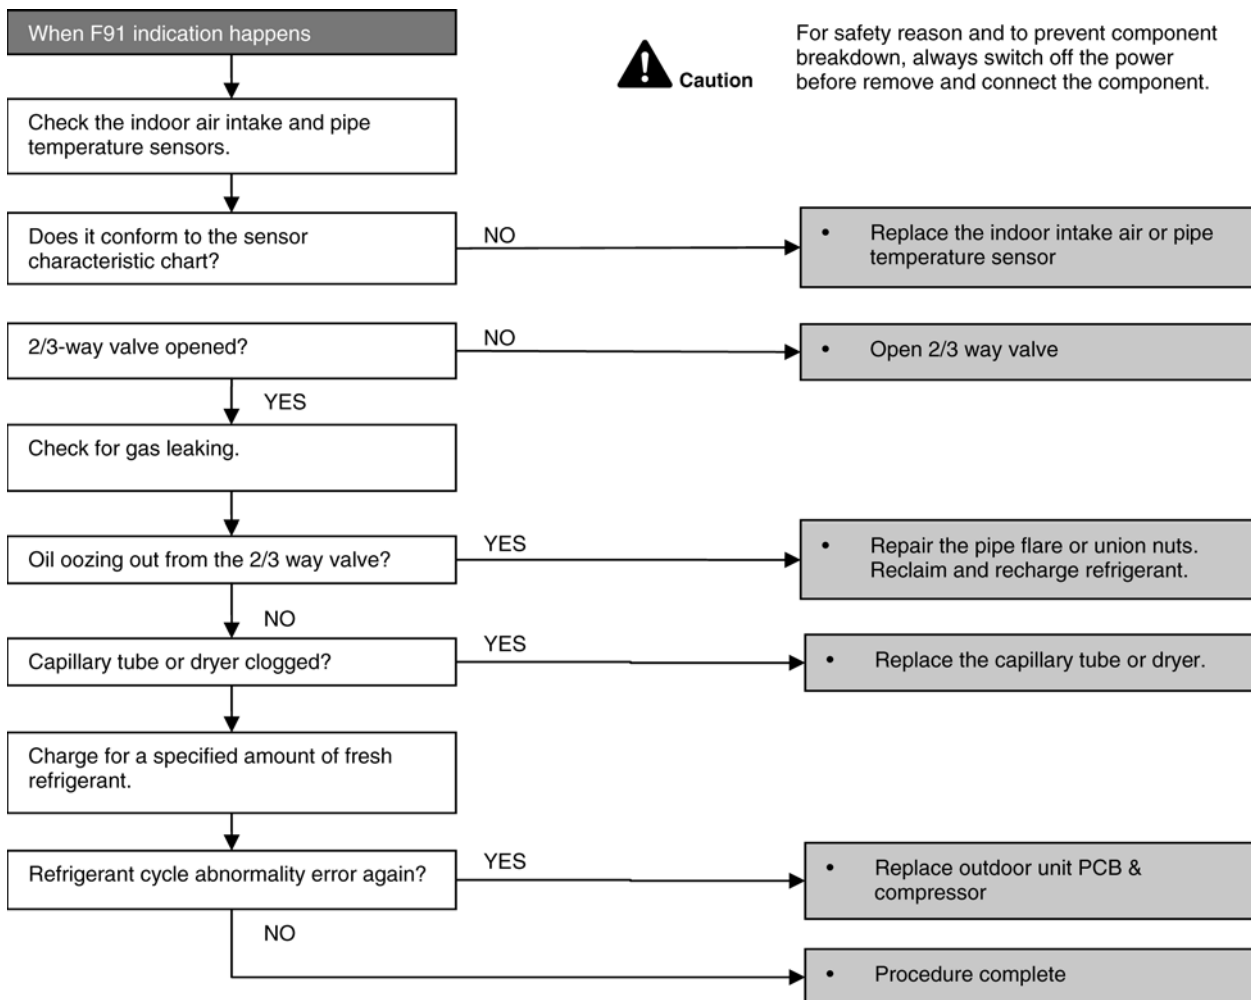 When F91 indication happens
Caution
For safety reason and to prevent component
breakdown, always switch off the power
before remove and connect the component.
Check the indoor air intake and pipe
temperature sensors.
Does it conform to the sensor
characteristic chart?
NO
• Replace the indoor intake air or pipe
temperature sensor
2/3-way valve opened?
NO
• Open 2/3 way valve
YES
Check for gas leaking.
Oil oozing out from the 2/3 way valve?
YES
• Repair the pipe flare or union nuts.
Reclaim and recharge refrigerant.
NO
Capillary tube or dryer clogged?
YES
• Replace the capillary tube or dryer.
Charge for a specified amount of fresh
refrigerant.
Refrigerant cycle abnormality error again?
YES
• Replace outdoor unit PCB &
compressor
NO
• Procedure complete